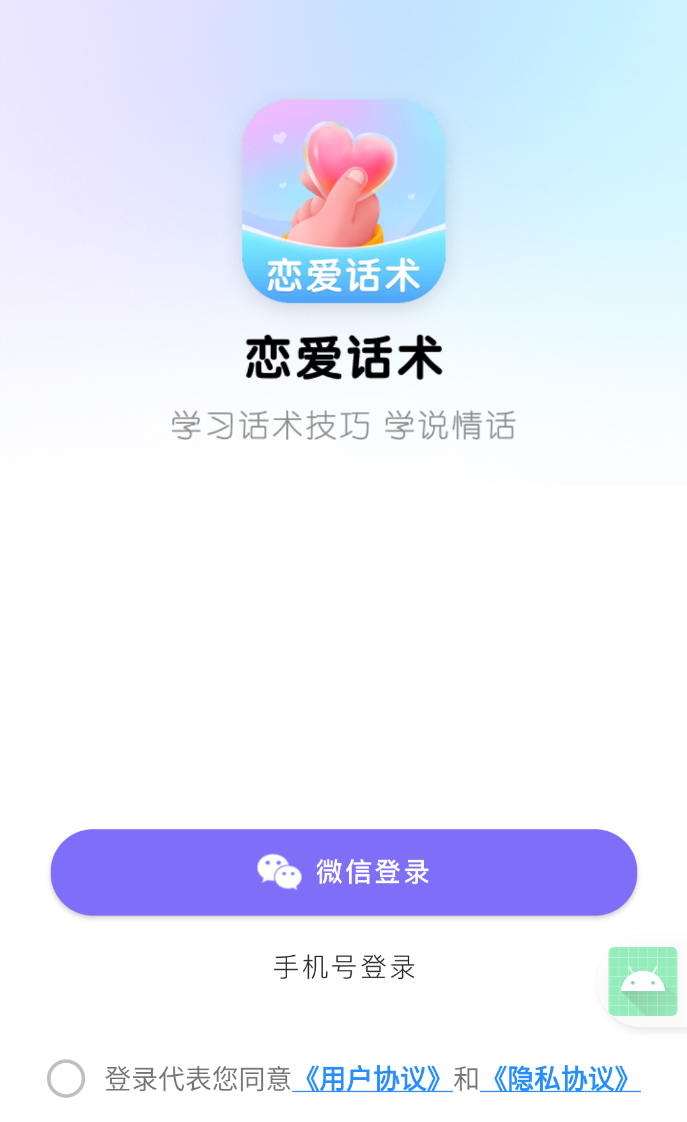 恋爱话术
恋爱话术
学习话术技巧 学说情话
微信登录
手机号登录
登录代表您同意《用户协议》和《隐私协议》